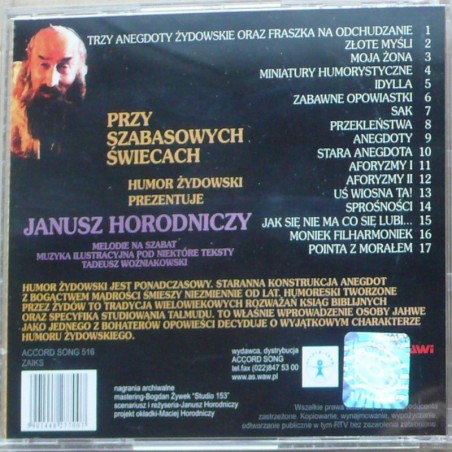 TRZY ANEGDOTY ŻYDOWSKIE ORAZ FRASZKA NA ODCHUDZANIE 1
ZŁOTE MYŚLI 2
MOJA ŻONA 3
MINIATURY HUMORYSTYCZNE 4
IDYLLA 5
ZABAWNE OPOWIASTKI 6
SAK 7
PRZEKLEŃSTWA 8
ANEGDOTY 9
STARA ANEGDOTA 10
AFORYZMY I 11
AFORYZMY II 12
UŚ WIOSNA TA! 13
SPROŚNOŚCI 14
JAK SIĘ NIE MA CO SIĘ LUBI... 15
MONIEK FILHARMONIEK 16
POINTA Z MORAŁEM 17
PRZY
SZABASOWYCH
ŚWIECACH
HUMOR ŻYDOWSKI
PREZENTUJE
JANUSZ HORODNICZY
MELODIE NA SZABAT
MUZYKA ILUSTRACYJNA POD NIEKTÓRE TEKSTY
TADEUSZ WOŹNIAKOWSKI
HUMOR ŻYDOWSKI JEST PONADCZASOWY. STARANNA KONSTRUKCJA ANEGDOT
Z BOGACTWEM MĄDROŚCI ŚMIESZY NIEZMIENNIE OD LAT. HUMORESKI TWORZONE
PRZEZ ŻYDÓW TO TRADYCJA WIELOWIEKOWYCH ROZWAŻAN KSIĄG BIBLIJNYCH
ORAZ SPECYFIKA STUDIOWANIA TALMUDU. TO WŁAŚNIE WPROWADZENIE OSOBY JAHWE
JAKO JEDNEGO Z BOHATERÓW OPOWIEŚCI DECYDUJE O WYJĄTKOWYM CHARAKTERZE
HUMORU ŻYDOWSKIEGO.
ACCORD SONG 516
ZAIKS
nagrania archiwalne
mastering-Bogdan Żywek "Studio 153"
scenariusz i reżyseria-Janusz Horodniczy
projekt okładki-Maciej Horodniczy
wydawca, dystrybucja
ACCORD SONG
tel.fax (022)847 53 00
www.as.waw.pl
Wszelkie prawa producenta
zastrzeżone. Kopiowanie, wynajmowanie, wypożyczanie
odtwarzanie publiczne w tym RTV bez zezwolenia zabronione.